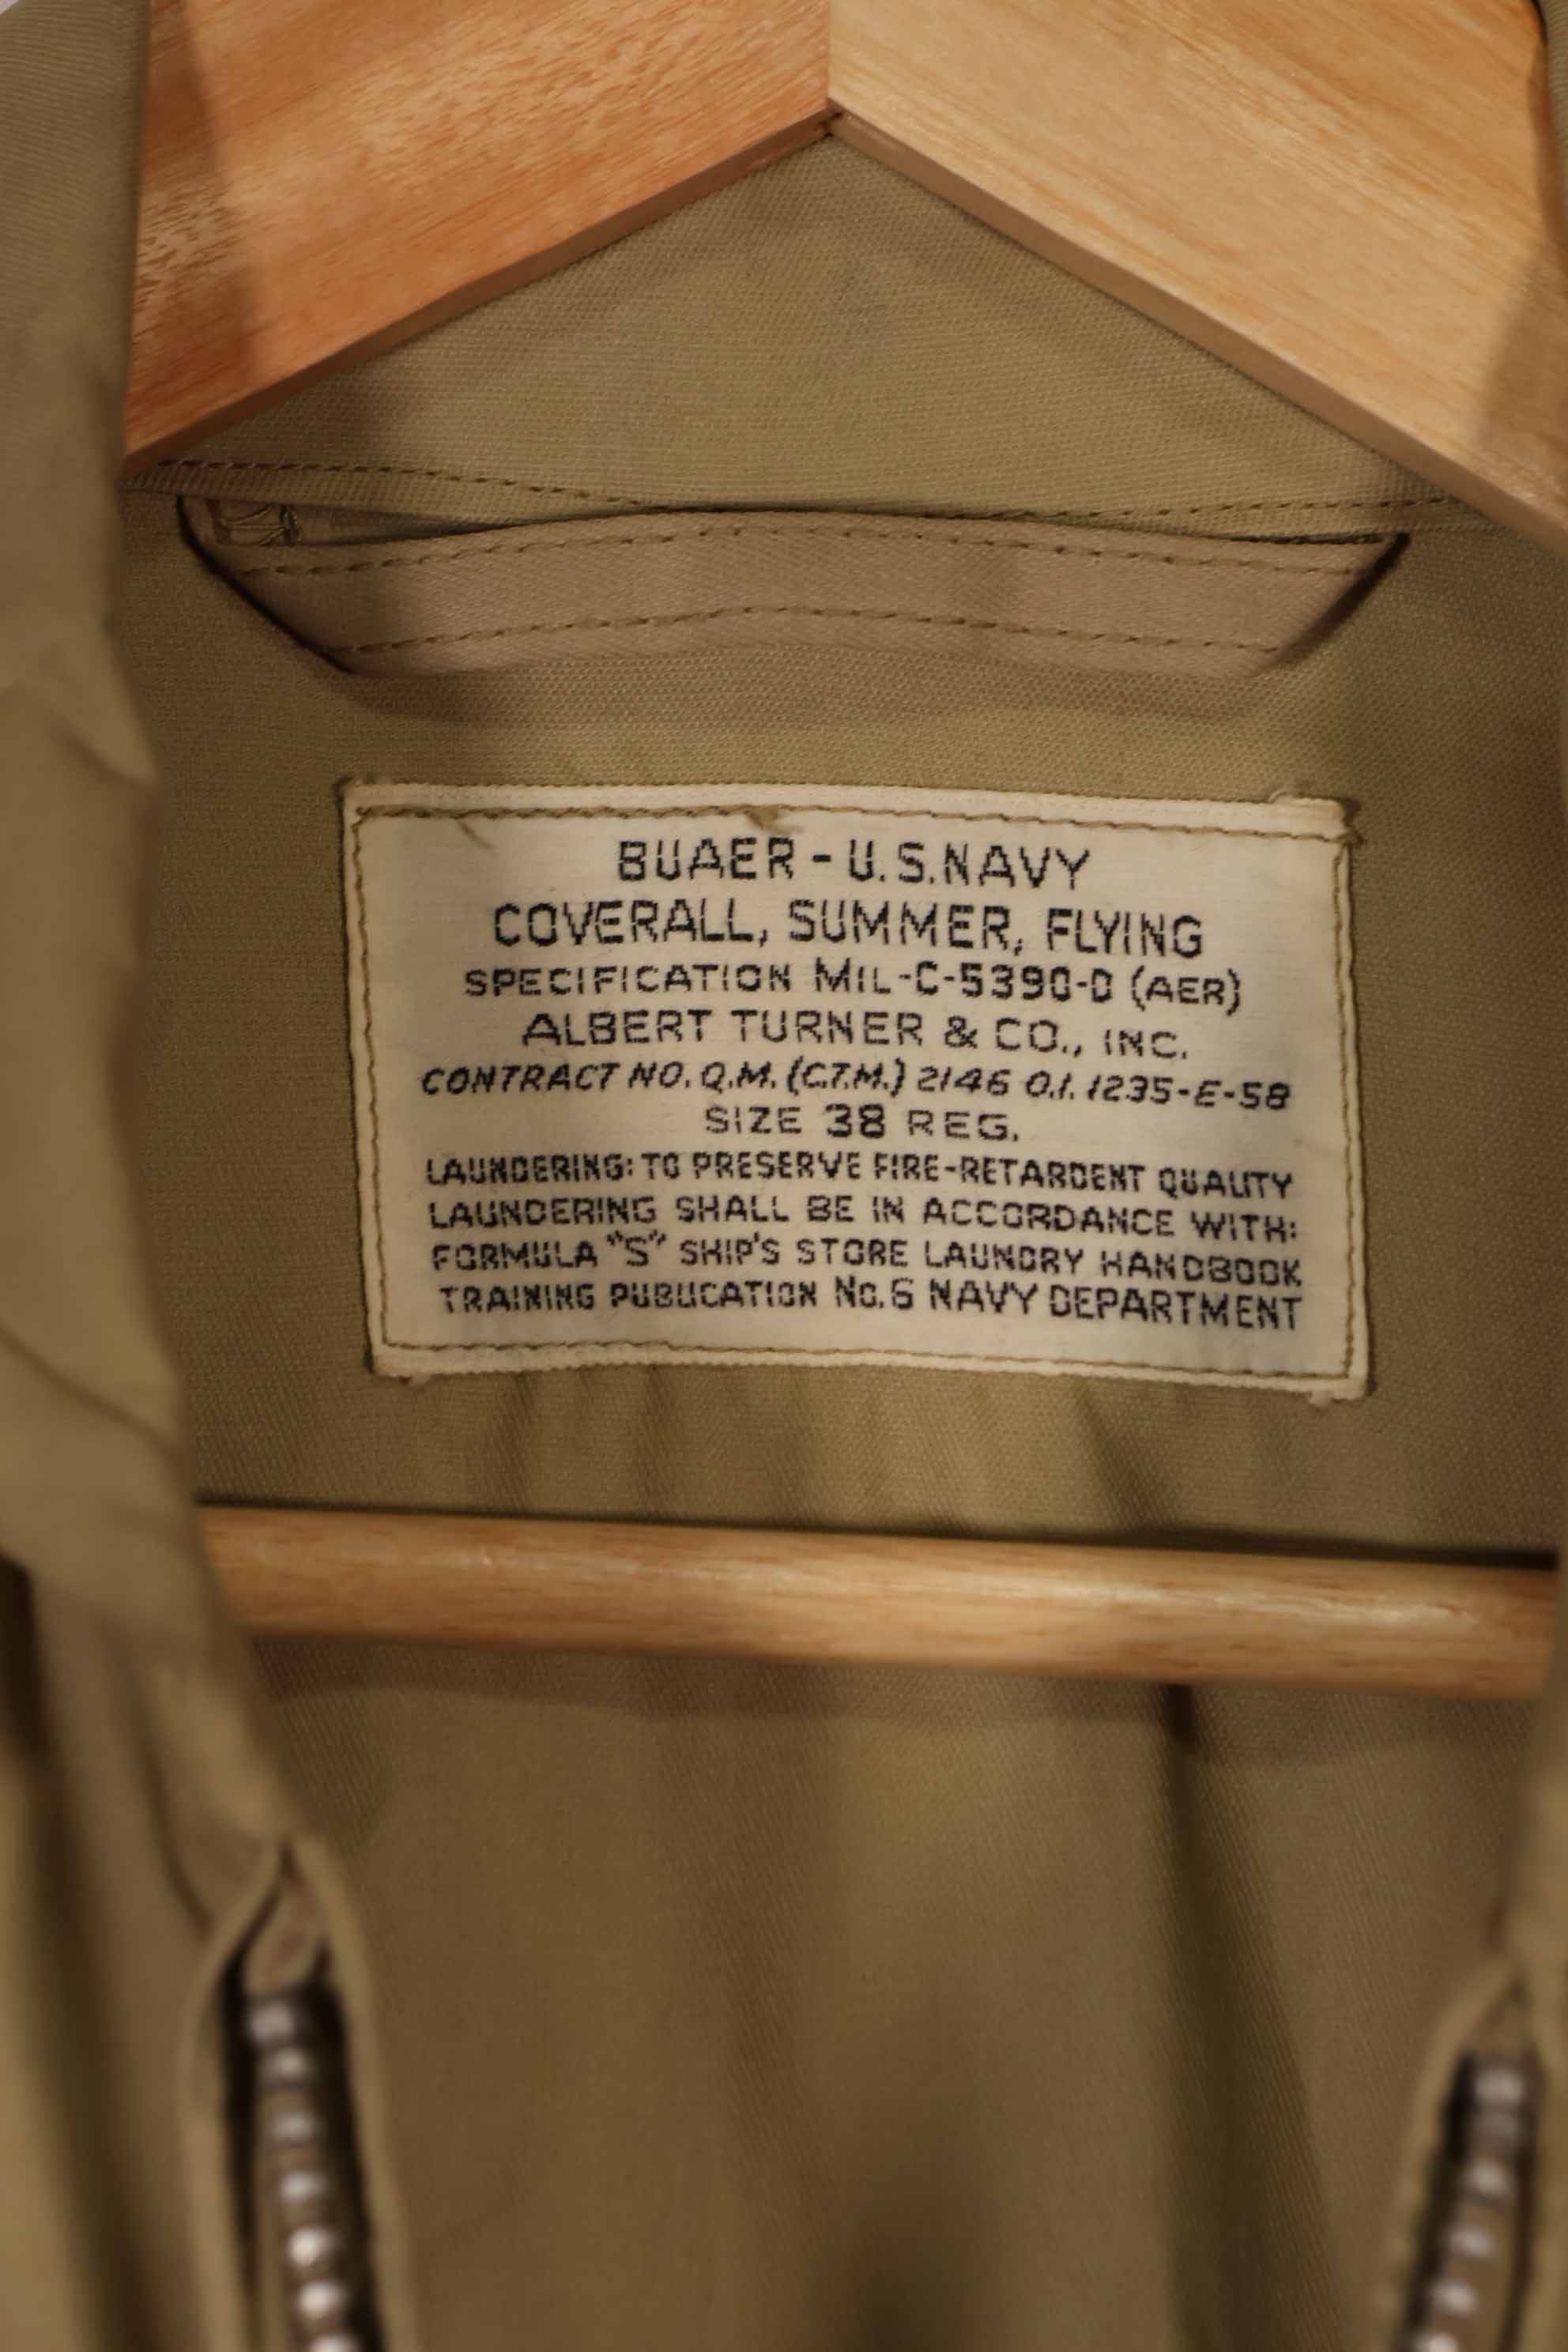 BUAER - U.S. NAVY
COVERALL, SUMMER, FLYING
SPECIFICATION MIL-C-5390-D (AER)
ALBERT TURNER & CO., INC.
CONTRACT NO. Q.M. (C.T.M.) 2146 O.I. 1235-E-58
SIZE 38 REG.
LAUNDERING: TO PRESERVE FIRE-RETARDENT QUALITY
LAUNDERING SHALL BE IN ACCORDANCE WITH:
FORMULA "S" SHIP'S STORE LAUNDRY HANDBOOK
TRAINING PUBLICATION No. 6 NAVY DEPARTMENT